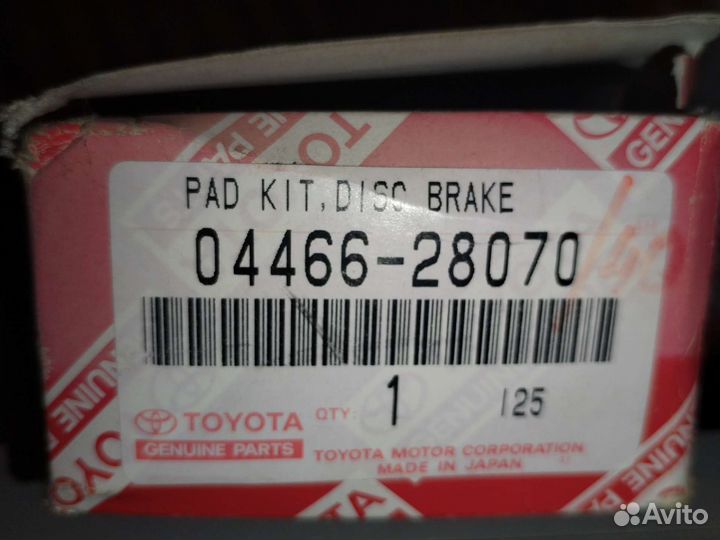 PAD KIT, DISC BRAKE
04466-28070
TOYOTA QTY: 1 125
GENUINE PARTS
TOYOTA MOTOR CORPORATION
MADE IN JAPAN
Avito